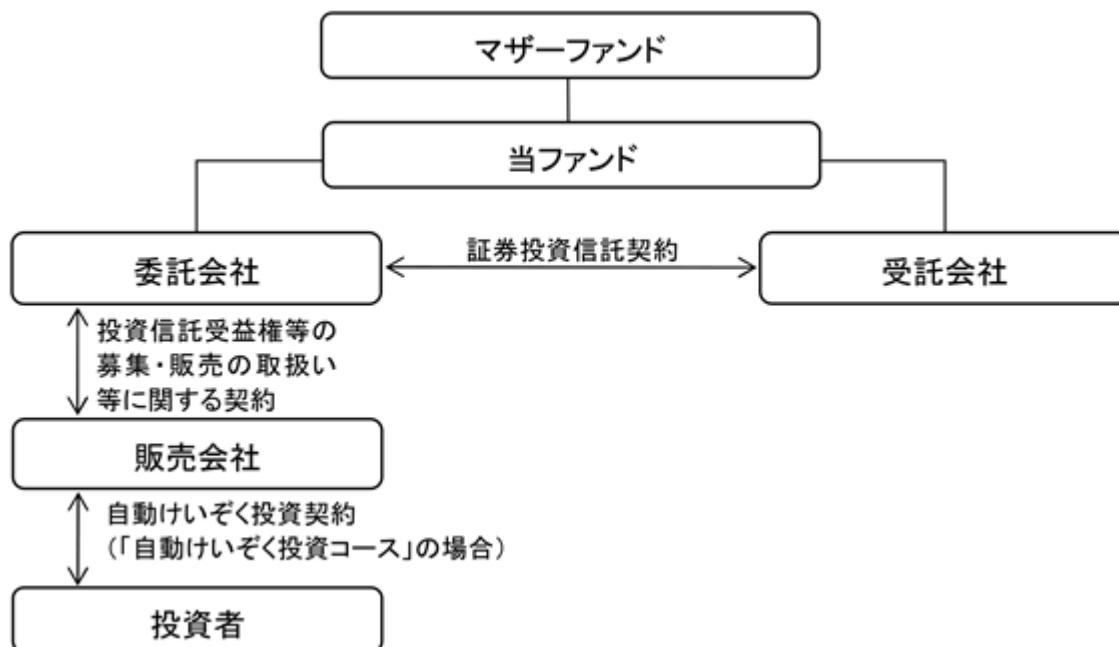 マザーファンド
当ファンド
証券投資信託契約
委託会社
受託会社
投資信託受益権等の
募集・販売の取扱い
等に関する契約
販売会社
自動けいぞく投資契約
(「自動けいぞく投資コース」の場合)
投資者